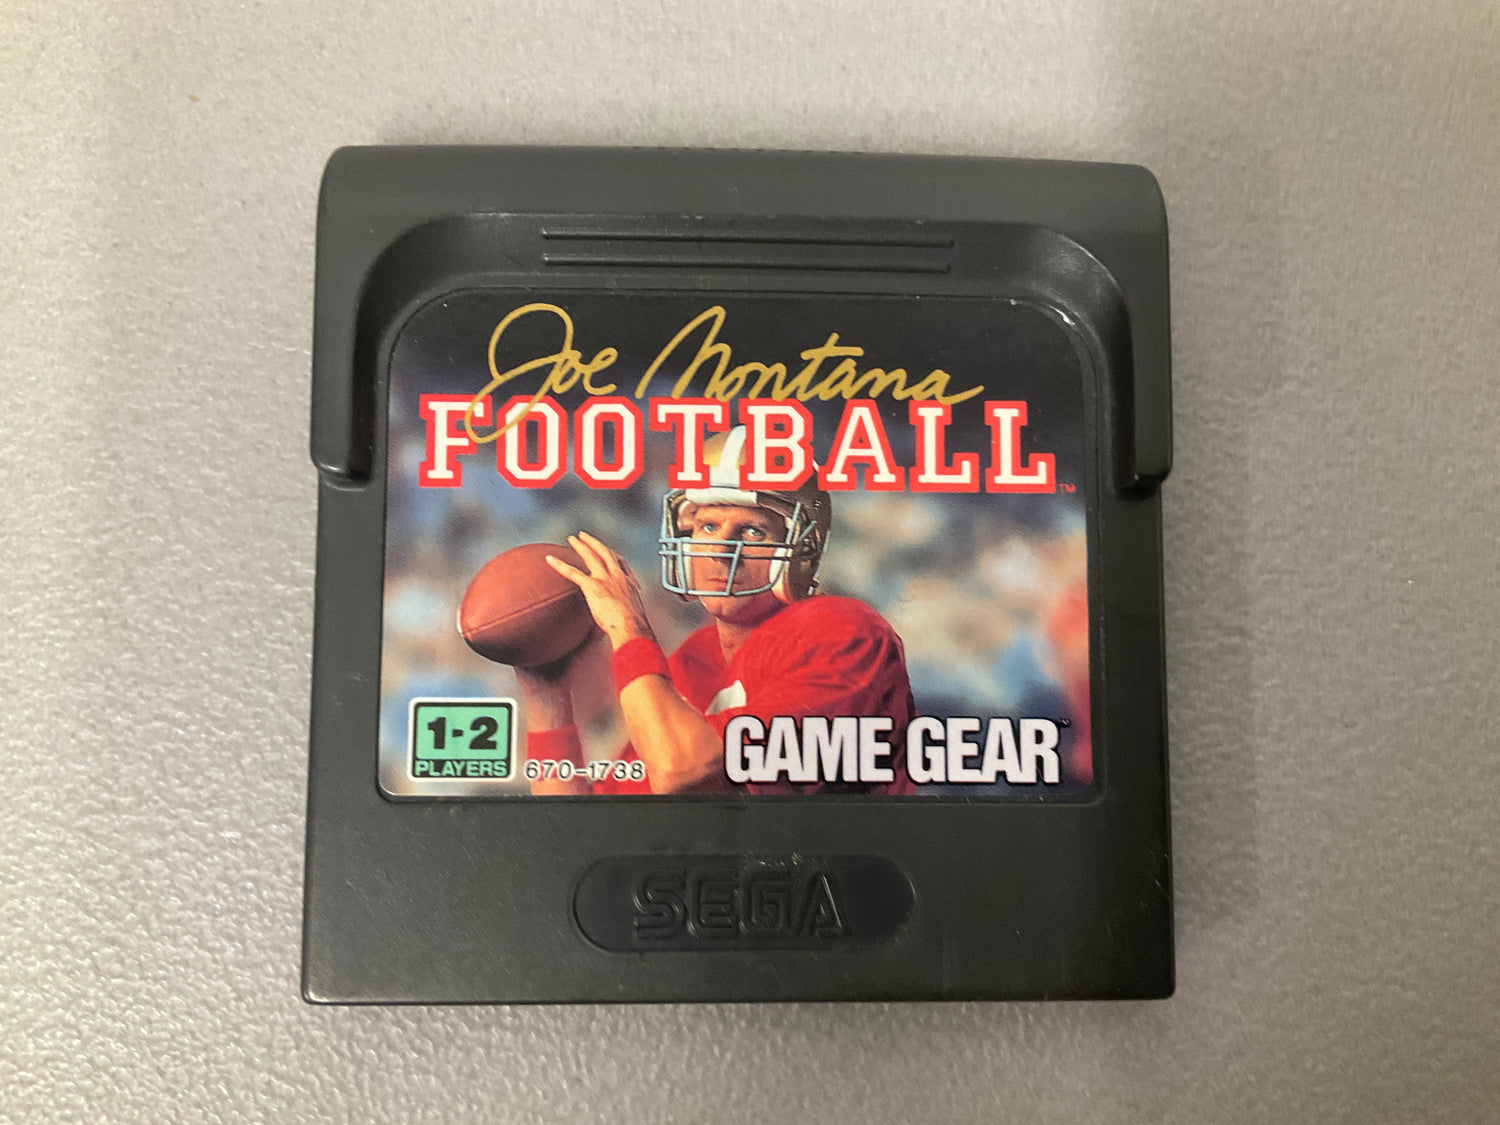 Joe Montana
FOOTBALL™
1-2
PLAYERS
670-1738
GAME GEAR™
SEGA